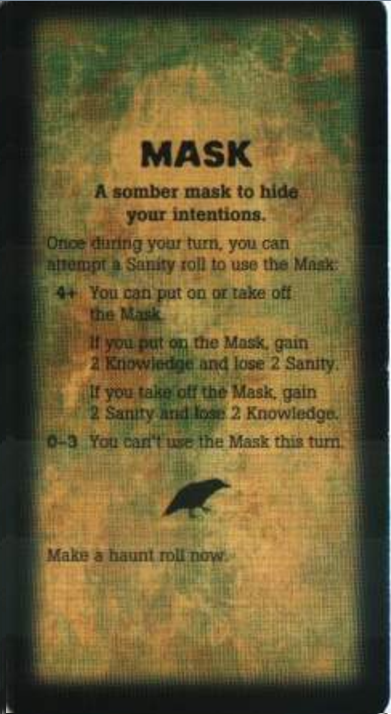 MASK
A somber mask to hide
your intentions.
Once during your turn, you can
attempt a Sanity roll to use the Mask:
4+ You can put on or take off
the Mask.
If you put on the Mask, gain
2 Knowledge and lose 2 Sanity.
If you take off the Mask, gain
2 Sanity and lose 2 Knowledge.
0–3 You can't use the Mask this turn.
Make a haunt roll now.